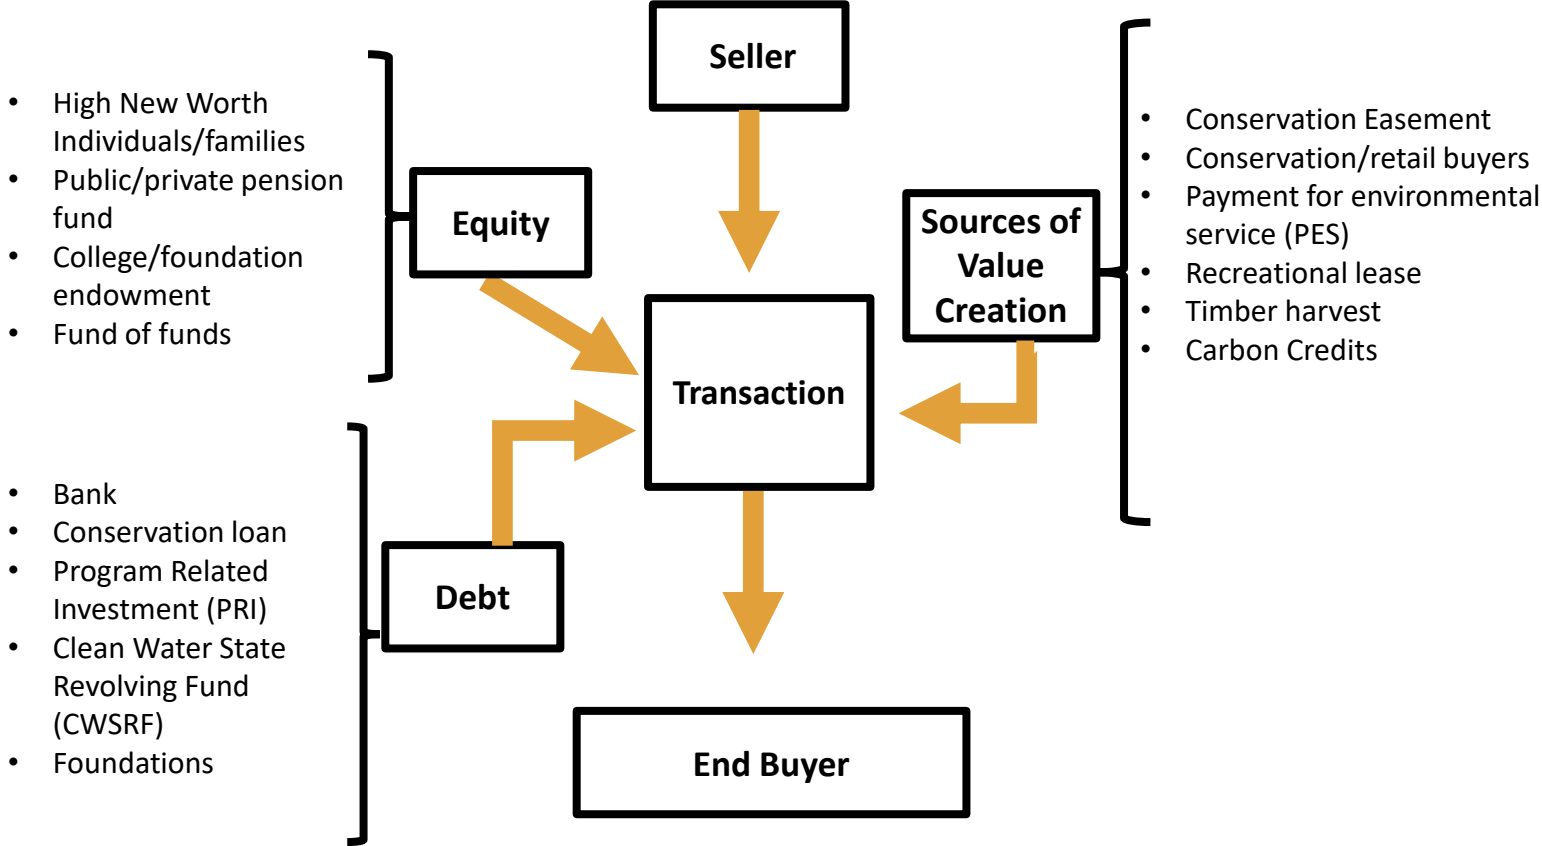 Seller
• High New Worth
Individuals/families
• Public/private pension
fund
• College/foundation
endowment
• Fund of funds
Equity
• Bank
• Conservation loan
• Program Related
Investment (PRI)
• Clean Water State
Revolving Fund
(CWSRF)
• Foundations
Debt
Transaction
Sources of
Value
Creation
• Conservation Easement
• Conservation/retail buyers
• Payment for environmental
service (PES)
• Recreational lease
• Timber harvest
• Carbon Credits
End Buyer